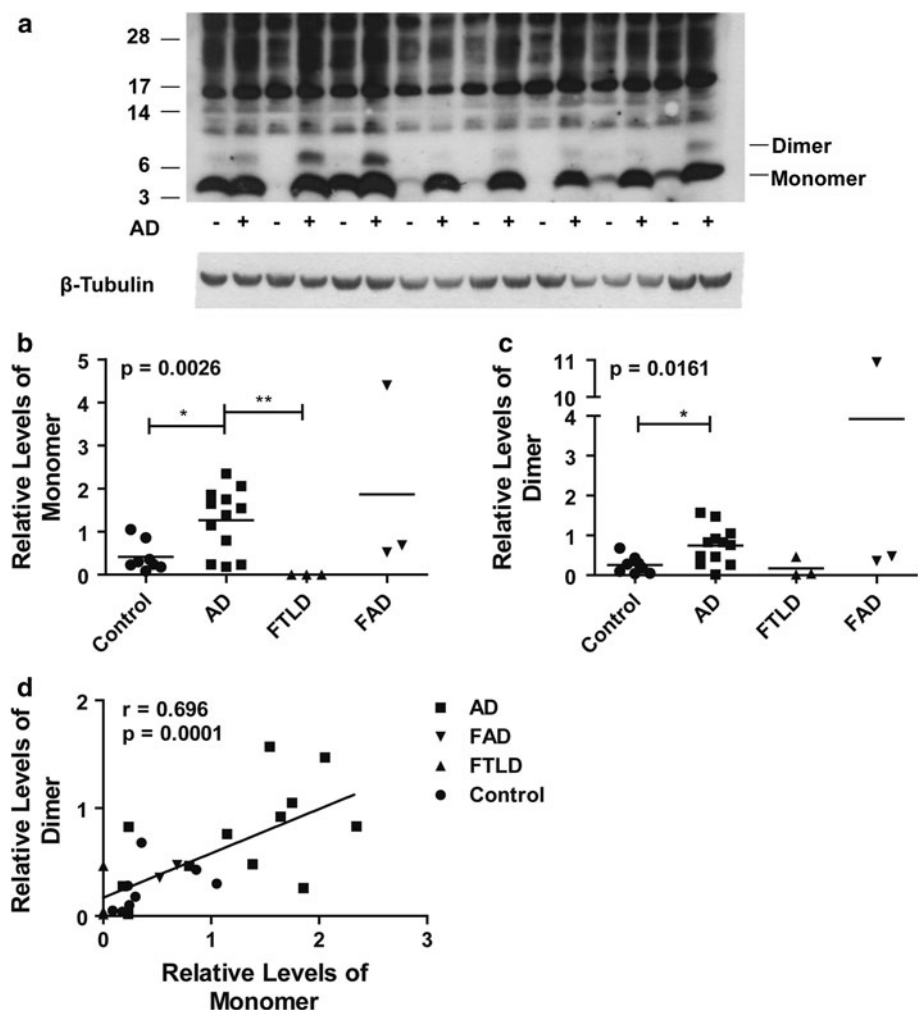 a
28
17
14
6
3
Dimer
Monomer
AD - + - + - + - + - + - + - + - +
β-Tubulin
b
p = 0.0026
*
**
5
4
3
2
1
0
Relative Levels of
Monomer
Control
AD
FTLD
FAD
c
p = 0.0161
*
11
10
4
3
2
1
0
Relative Levels of
Dimer
Control
AD
FTLD
FAD
d
r = 0.696
p = 0.0001
2
1
0
Relative Levels of
Dimer
0 1 2 3
Relative Levels of
Monomer
AD
FAD
FTLD
Control